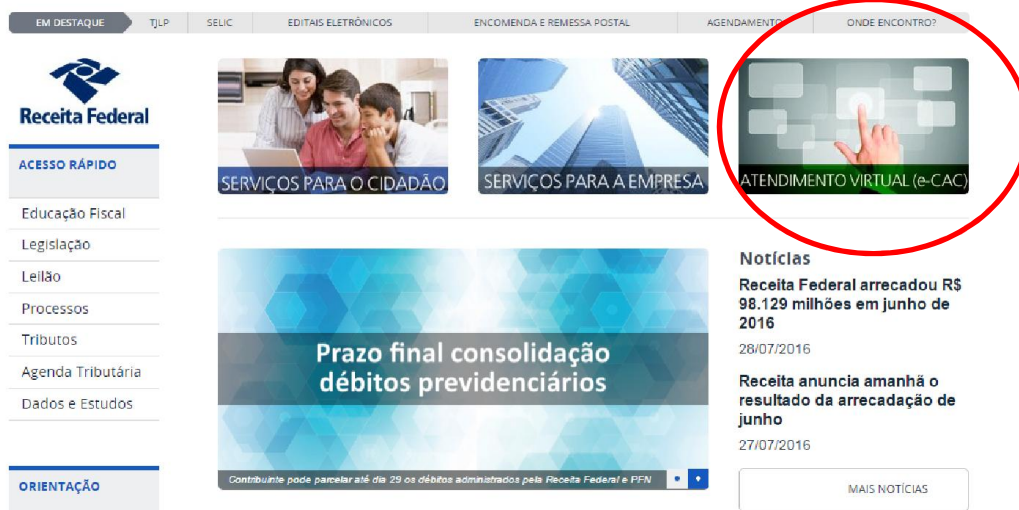 EM DESTAQUE TJLP SELIC EDITAIS ELETRÔNICOS ENCOMENDA E REMESSA POSTAL AGENDAMENTO ONDE ENCONTRO?
Receita Federal
ACESSO RÁPIDO
Educação Fiscal
Legislação
Leilão
Processos
Tributos
Agenda Tributária
Dados e Estudos
ORIENTAÇÃO
SERVIÇOS PARA O CIDADÃO
SERVIÇOS PARA A EMPRESA
ATENDIMENTO VIRTUAL (e-CAC)
Prazo final consolidação
débitos previdenciários
Contribuinte pode parcelar até dia 29 os débitos administrados pela Receita Federal e PFN
Notícias
Receita Federal arrecadou R$
98.129 milhões em junho de
2016
28/07/2016
Receita anuncia amanhã o
resultado da arrecadação de
junho
27/07/2016
MAIS NOTÍCIAS